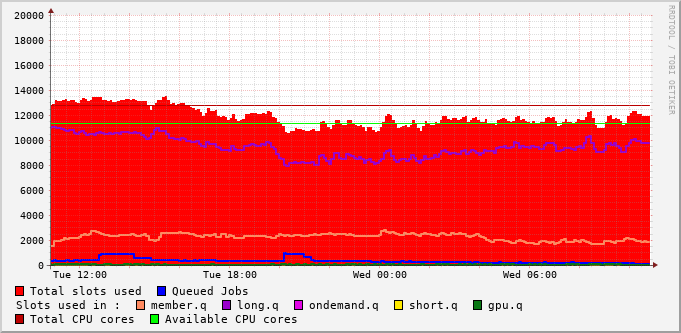 20000
18000
16000
14000
12000
10000
8000
6000
4000
2000
0
Tue 12:00 Tue 18:00 Wed 00:00 Wed 06:00
RRDTOOL / TOBI OETIKER
Total slots used Queued Jobs
Slots used in : member.q long.q ondemand.q short.q gpu.q
Total CPU cores Available CPU cores